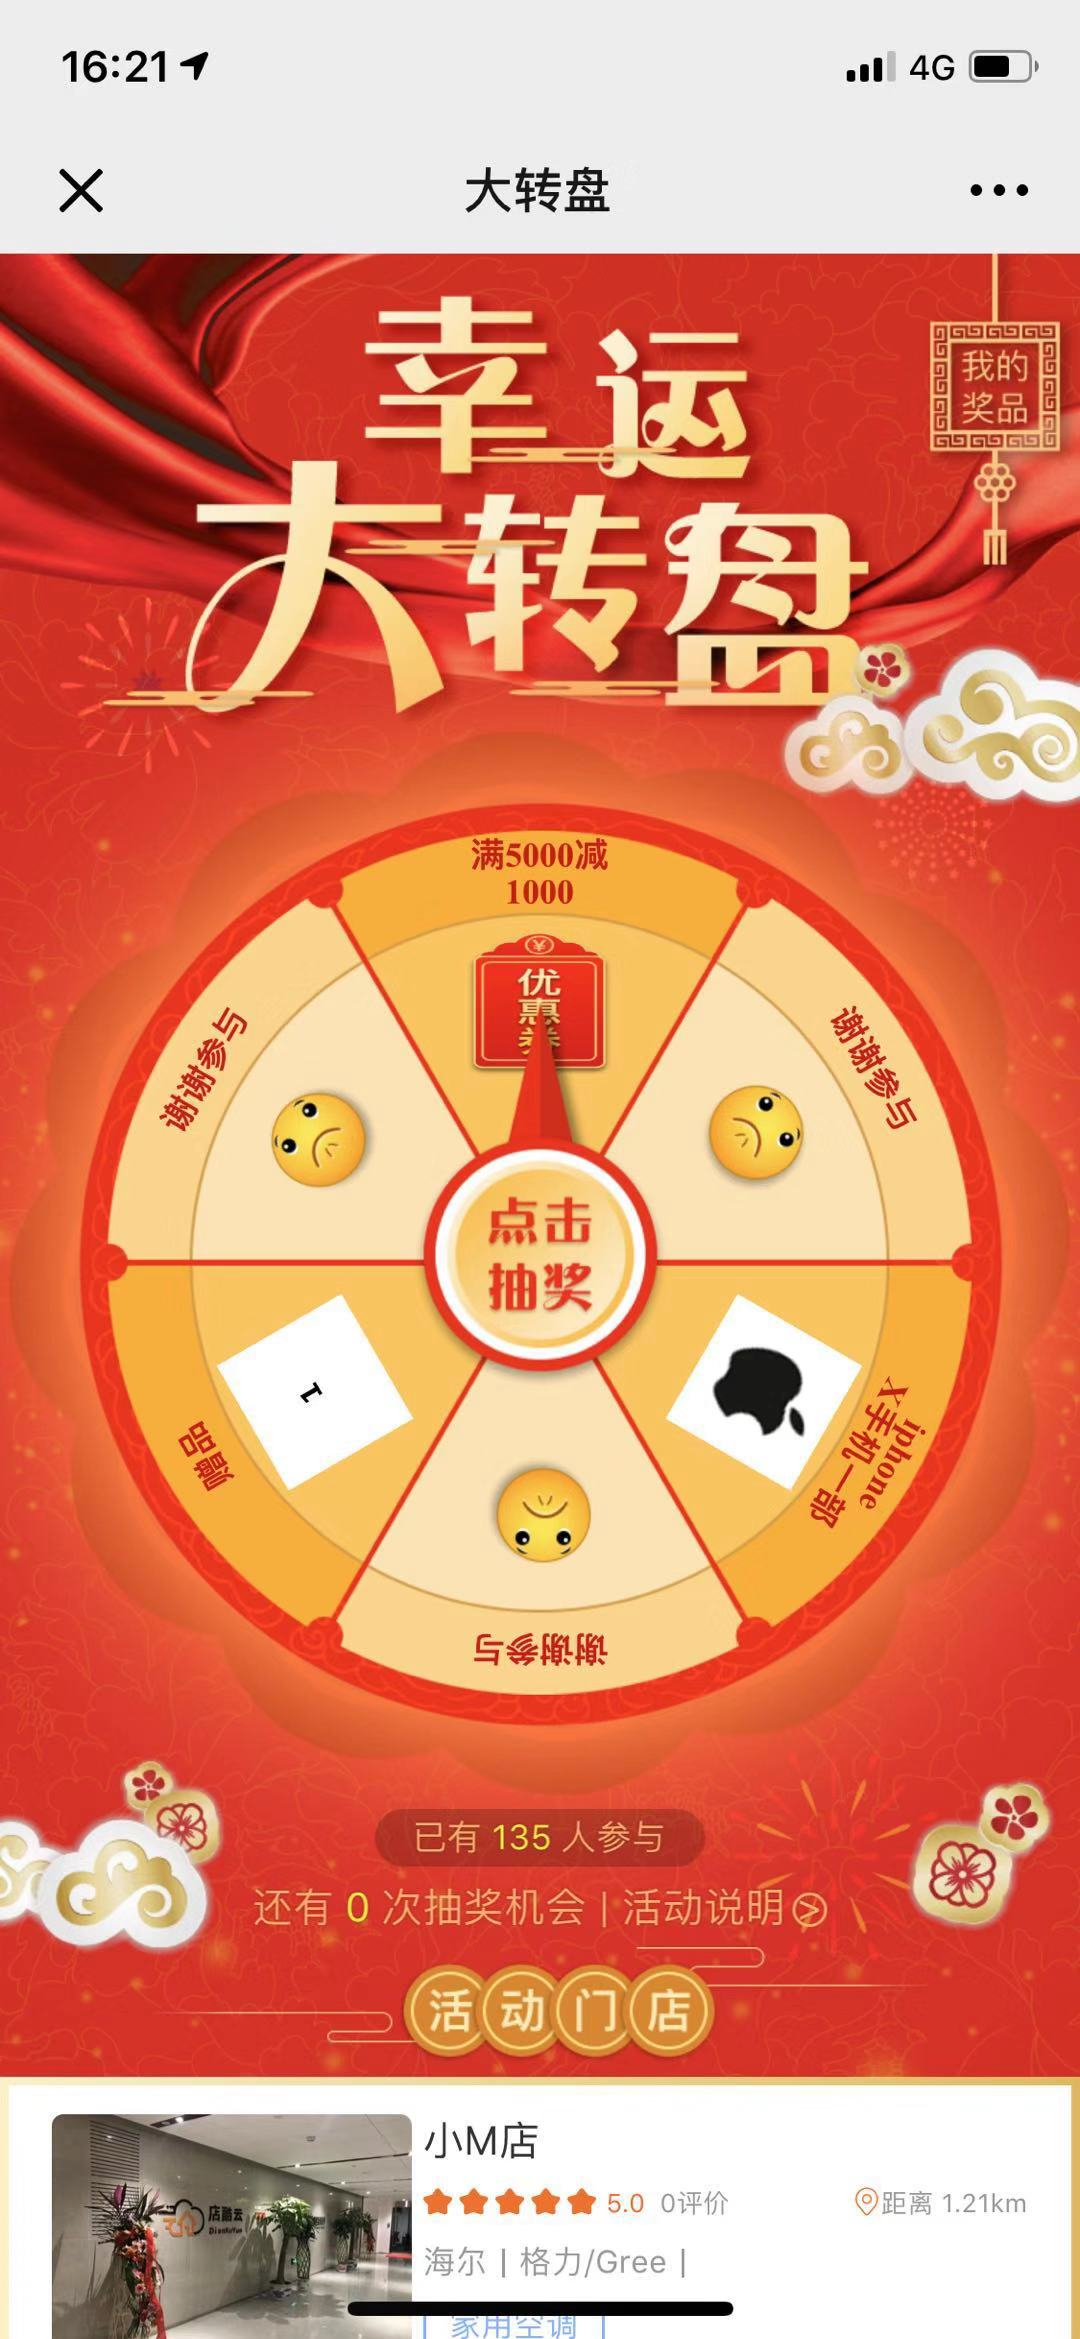 16:21
4G
大转盘
我的
奖品
幸运
大转盘
满5000减
1000
优惠券
谢谢参与
谢谢参与
点击
抽奖
1
赠品
iphone
X手机一部
谢谢参与
已有 135 人参与
还有 0 次抽奖机会 | 活动说明
活动门店
小M店
5.0 0评价 距离 1.21km
店酷云
DianKuYun
海尔 | 格力/Gree |
家用空调